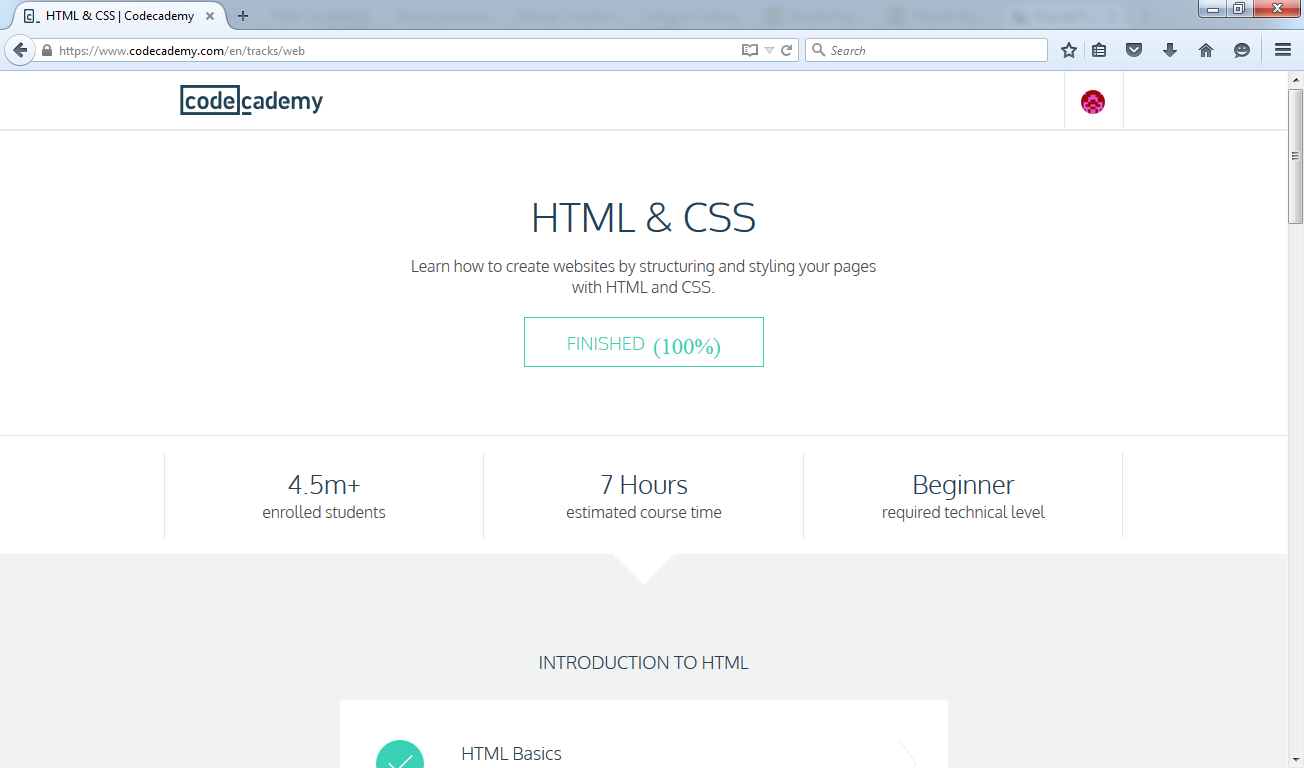 HTML & CSS | Codecademy
https://www.codecademy.com/en/tracks/web
Search
codecademy
HTML & CSS
Learn how to create websites by structuring and styling your pages
with HTML and CSS.
FINISHED (100%)
4.5m+
enrolled students
7 Hours
estimated course time
Beginner
required technical level
INTRODUCTION TO HTML
HTML Basics